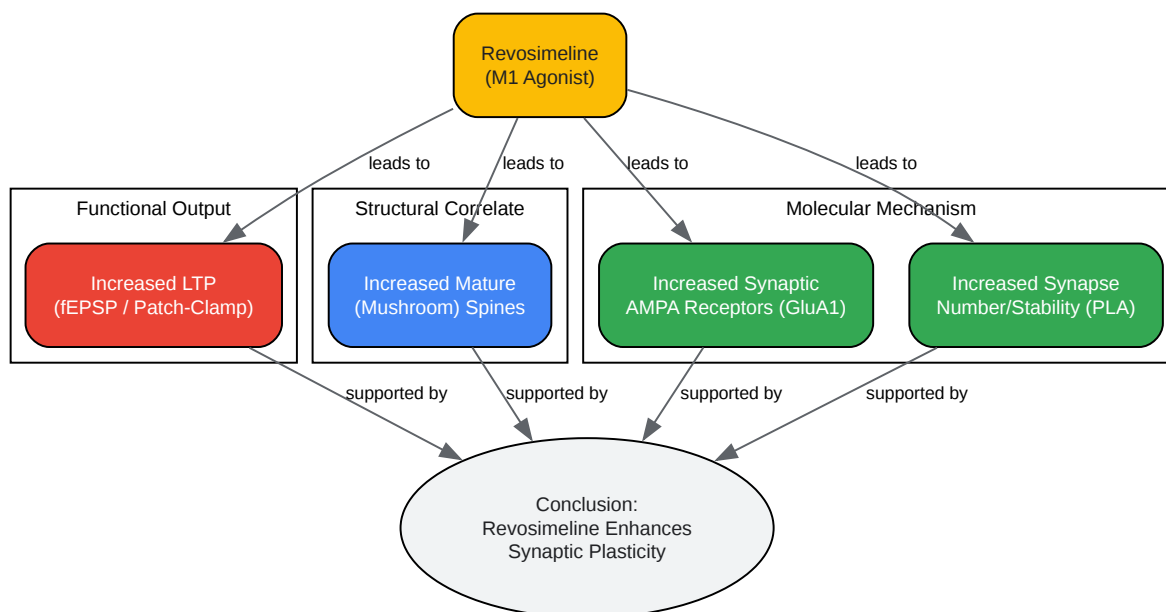 Revosimeline
(M1 Agonist)
leads to
leads to
leads to
leads to
Functional Output
Structural Correlate
Molecular Mechanism
Increased LTP
(fEPSP / Patch-Clamp)
Increased Mature
(Mushroom) Spines
Increased Synaptic
AMPA Receptors (GluA1)
Increased Synapse
Number/Stability (PLA)
supported by
supported by
supported by
supported by
Conclusion:
Revosimeline Enhances
Synaptic Plasticity